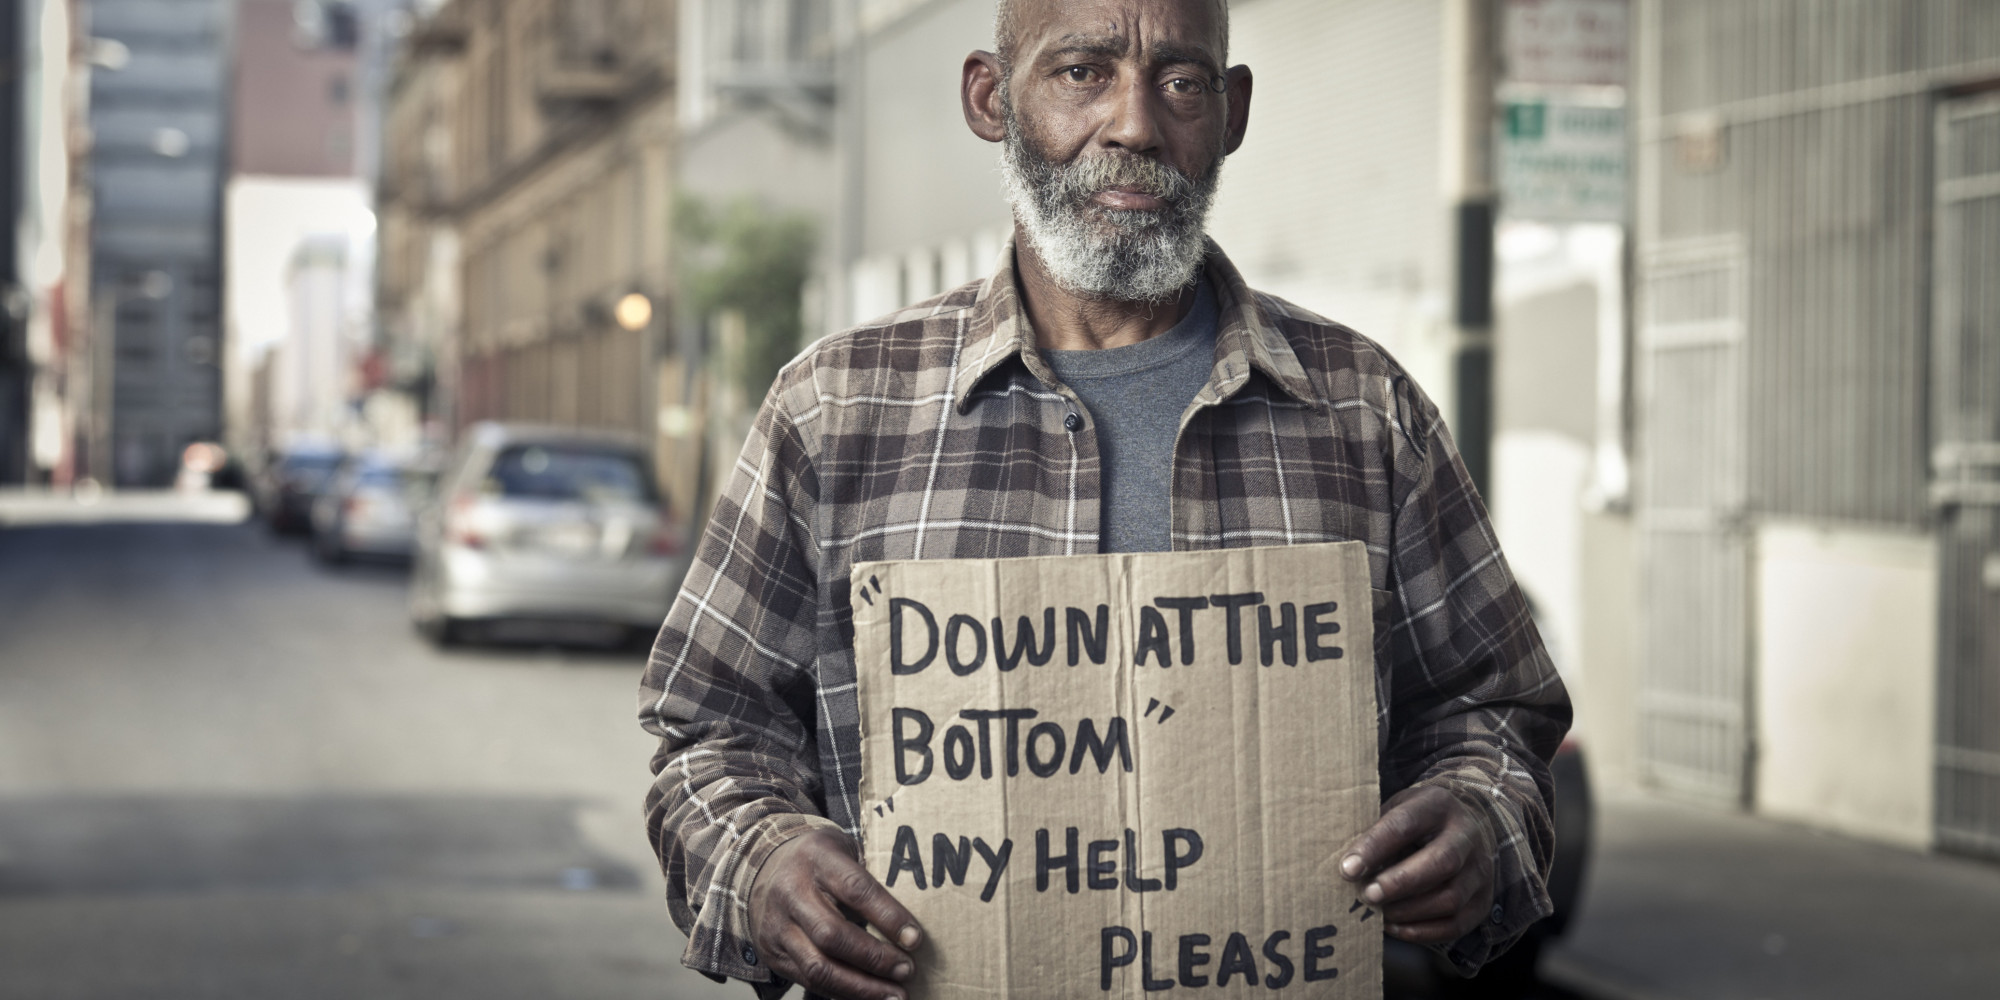 "DOWN AT THE
BOTTOM"
"ANY HELP
PLEASE"